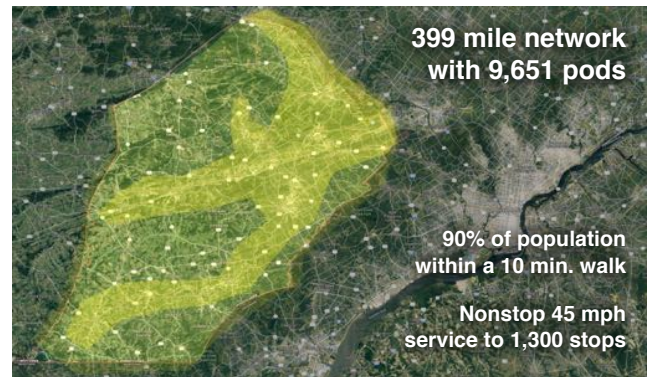 399 mile network
with 9,651 pods
90% of population
within a 10 min. walk
Nonstop 45 mph
service to 1,300 stops